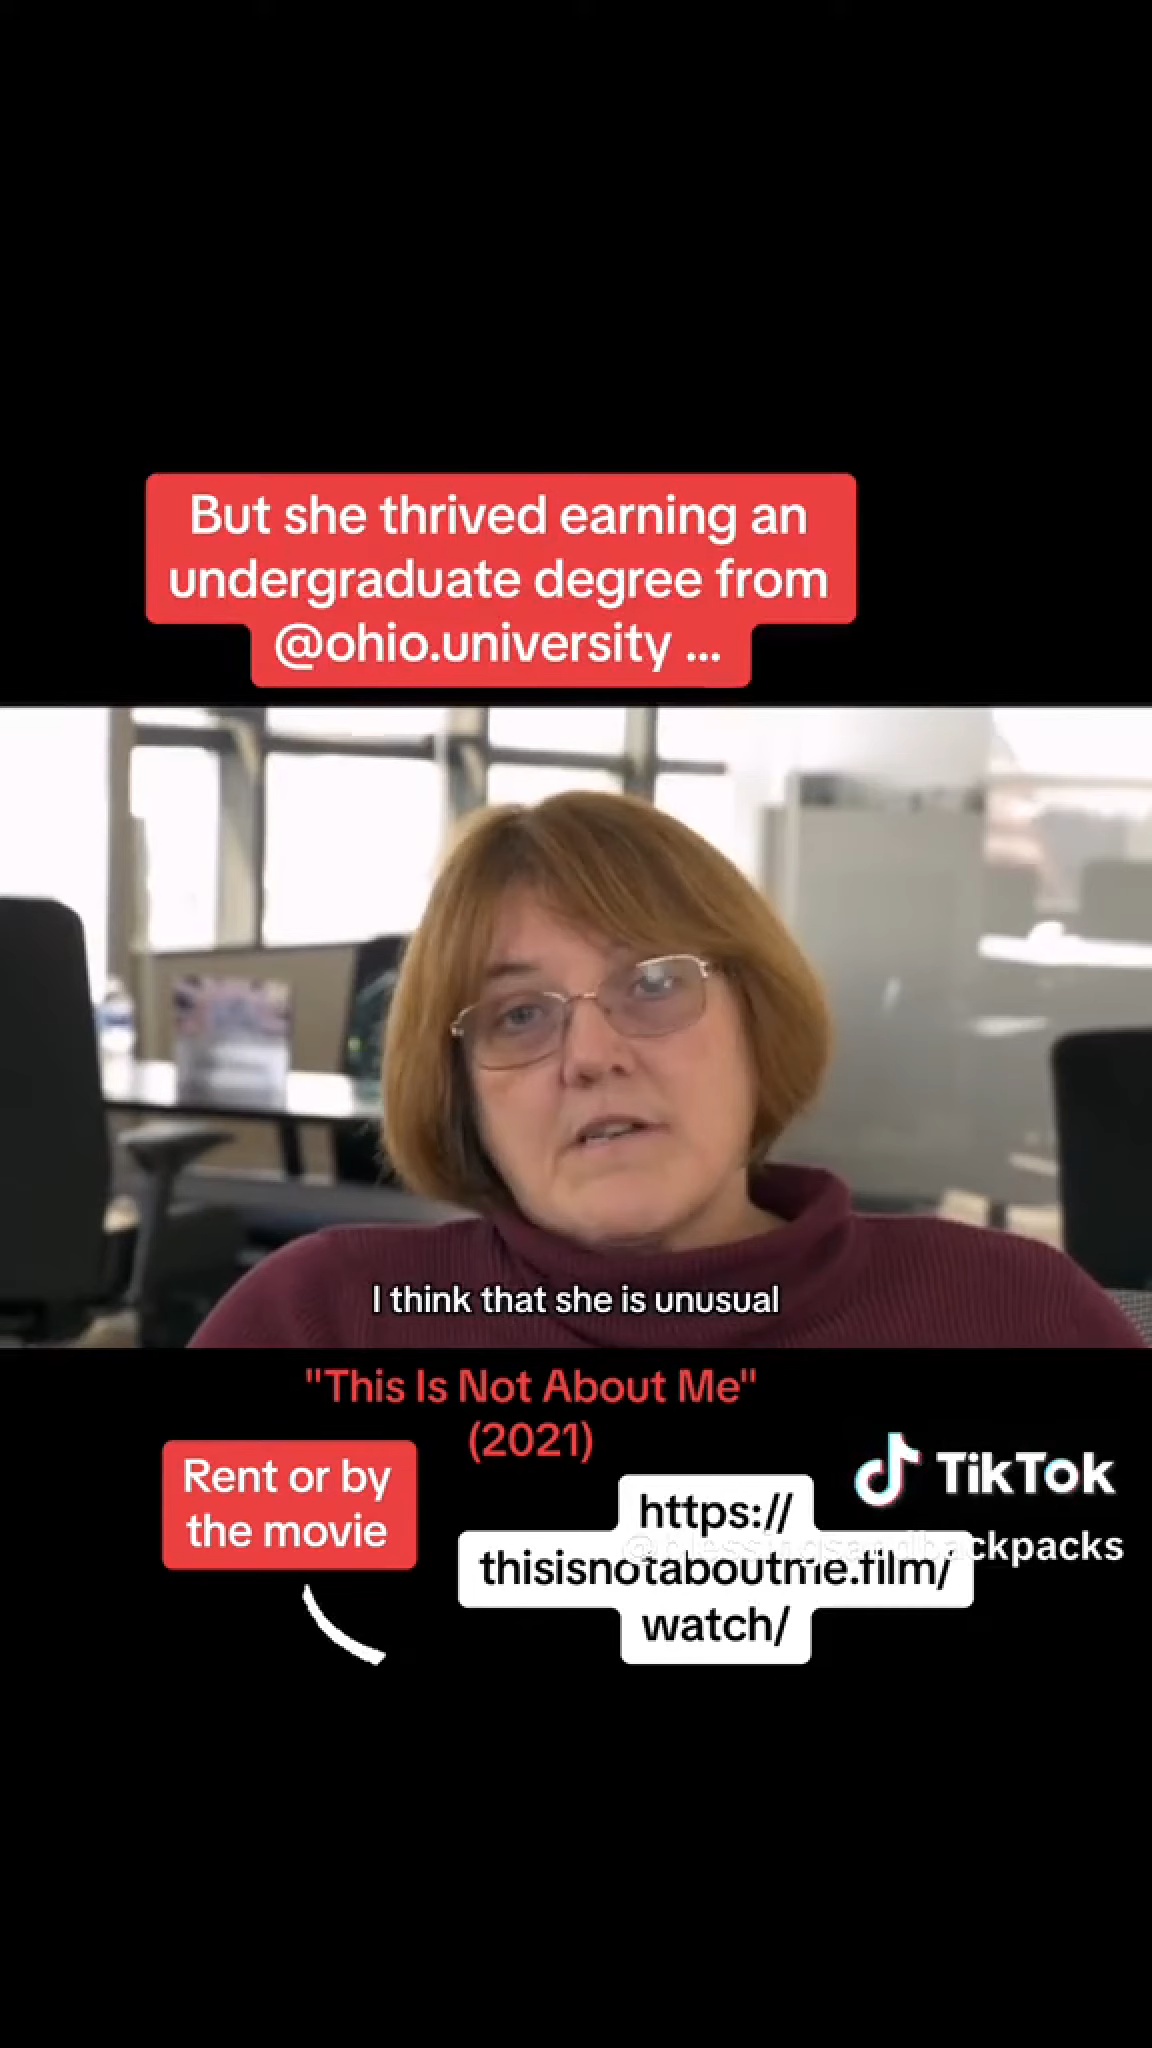 But she thrived earning an
undergraduate degree from
@ohio.university ...
I think that she is unusual
"This Is Not About Me"
(2021)
Rent or by
the movie
https://
thisisnotaboutme.film/
watch/
TikTok
@blessingsandbackpacks